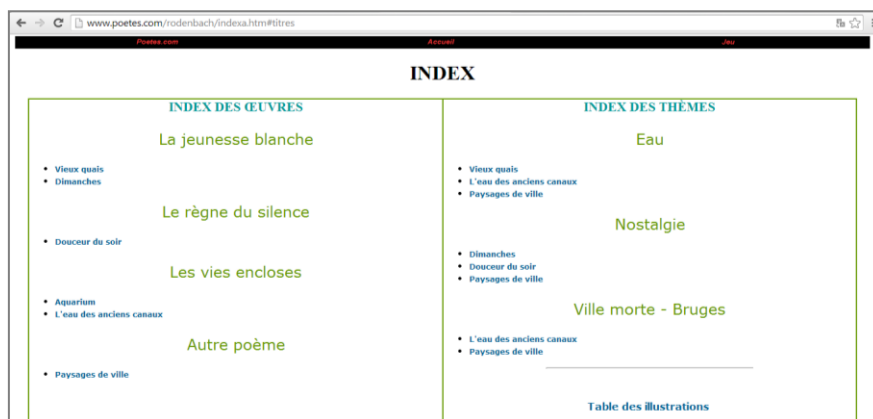 www.poetes.com/rodenbach/indexa.htm#titres
Poetes.com Accueil Jeu
INDEX
INDEX DES ŒUVRES
La jeunesse blanche
• Vieux quais
• Dimanches
Le règne du silence
• Douceur du soir
Les vies encloses
• Aquarium
• L'eau des anciens canaux
Autre poème
• Paysages de ville
INDEX DES THÈMES
Eau
• Vieux quais
• L'eau des anciens canaux
• Paysages de ville
Nostalgie
• Dimanches
• Douceur du soir
• Paysages de ville
Ville morte - Bruges
• L'eau des anciens canaux
• Paysages de ville
Table des illustrations